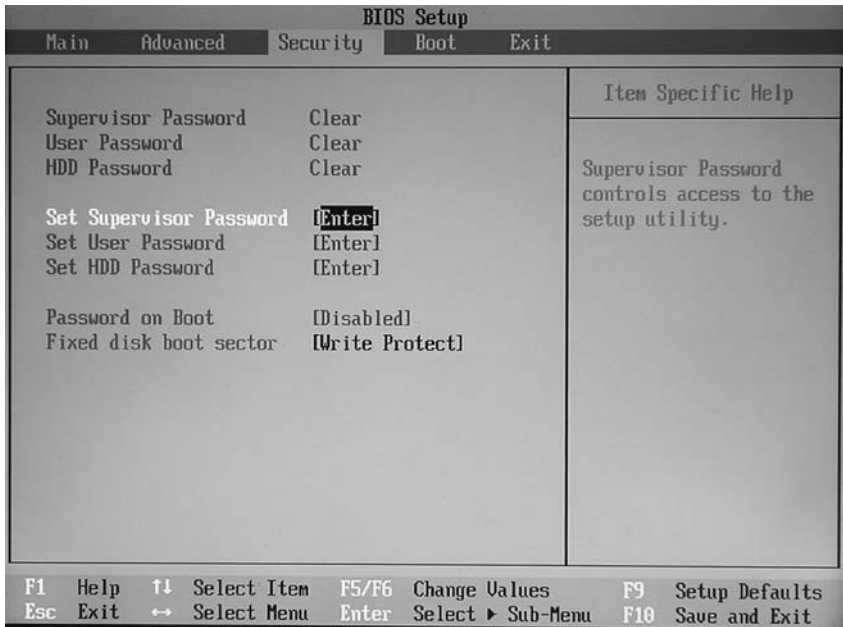 BIOS Setup
Main Advanced Security Boot Exit
Item Specific Help
Supervisor Password Clear
User Password Clear
HDD Password Clear
Supervisor Password
controls access to the
setup utility.
Set Supervisor Password [Enter]
Set User Password [Enter]
Set HDD Password [Enter]
Password on Boot [Disabled]
Fixed disk boot sector [Write Protect]
F1 Help ↑↓ Select Item F5/F6 Change Values F9 Setup Defaults
Esc Exit ↔ Select Menu Enter Select ▶ Sub-Menu F10 Save and Exit